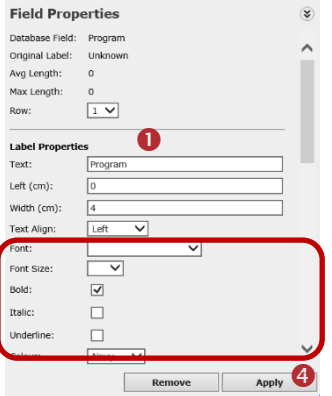 Field Properties
Database Field: Program
Original Label: Unknown
Avg Length: 0
Max Length: 0
Row: 1
1
Label Properties
Text: Program
Left (cm): 0
Width (cm): 4
Text Align: Left
Font:
Font Size:
Bold:
Italic:
Underline:
Colour: Navy
Remove Apply 4